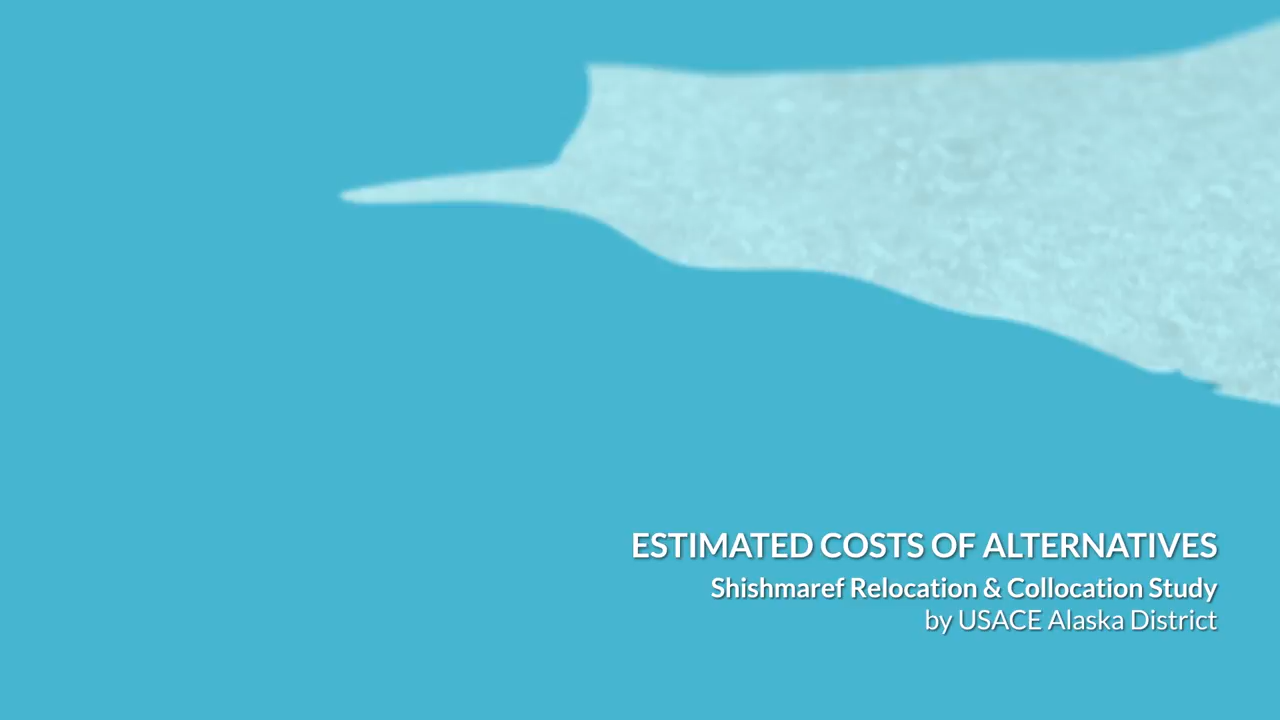 ESTIMATED COSTS OF ALTERNATIVES
Shishmaref Relocation & Collocation Study
by USACE Alaska District